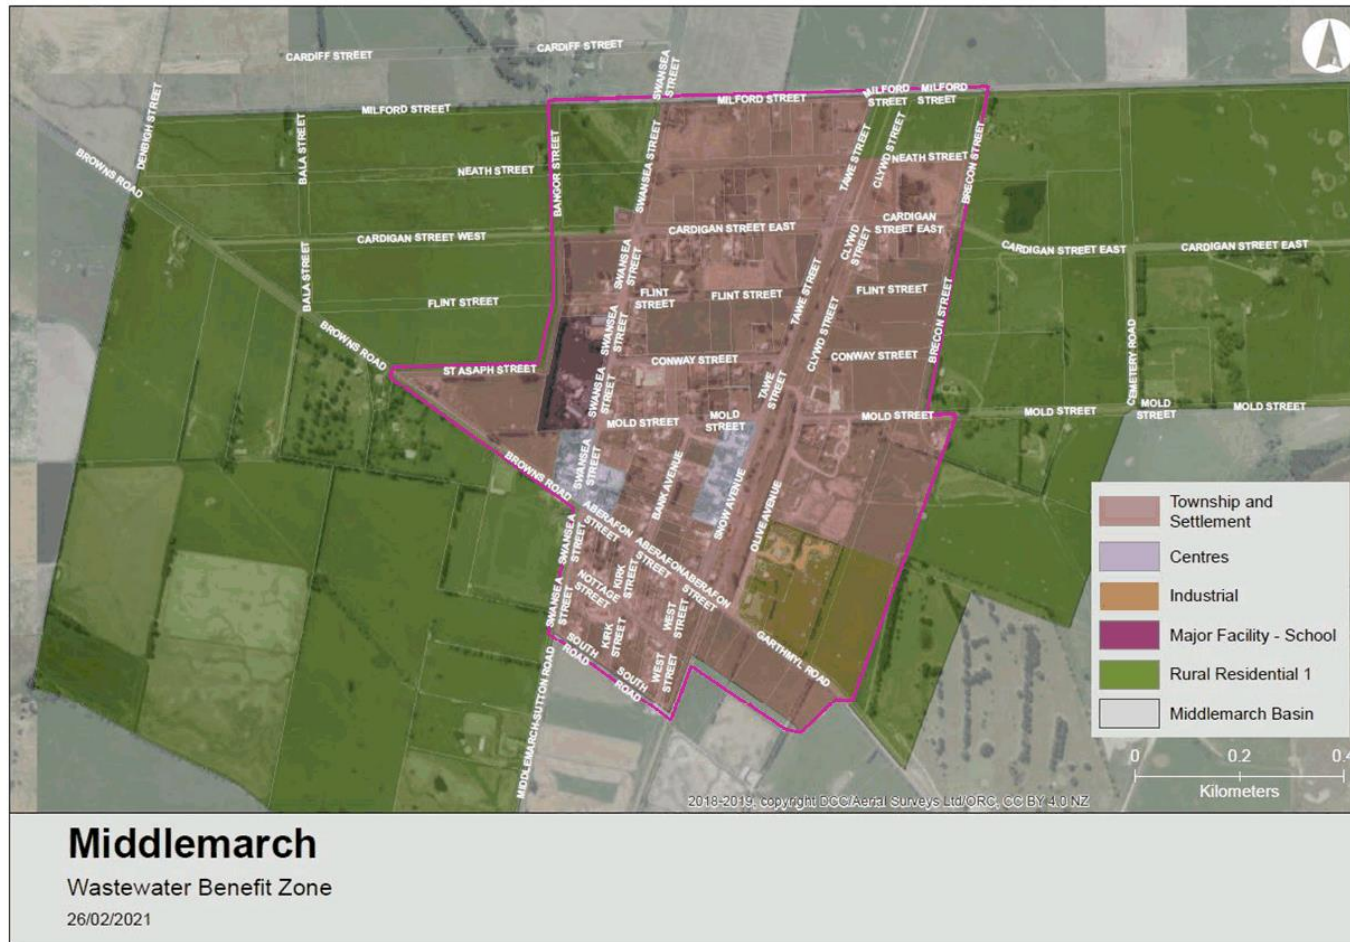 CARDIFF STREET
CARDIFF STREET
SWANSEA
STREET
DENBIGH STREET
MILFORD STREET
MILFORD STREET
MILFORD
STREET
MILFORD
STREET
BROWNS ROAD
BALA STREET
NEATH STREET
BANGOR STREET
SWANSEA STREET
TAWE STREET
CLYWD STREET
NEATH STREET
BRECON STREET
CARDIGAN STREET WEST
CARDIGAN STREET EAST
CARDIGAN
STREET EAST
CARDIGAN STREET EAST
CARDIGAN STREET EAST
BALA STREET
SWANSEA
STREET
CLYWD
STREET
FLINT STREET
FLINT
STREET
FLINT STREET
TAWE STREET
FLINT STREET
BROWNS ROAD
SWANSEA
STREET
CLYWD STREET
BRECON STREET
CEMETERY ROAD
ST ASAPH STREET
CONWAY STREET
CONWAY STREET
SWANSEA
STREET
TAWE
STREET
MOLD STREET
MOLD
STREET
MOLD STREET
MOLD STREET
MOLD
STREET
MOLD STREET
BROWNS ROAD
SWANSEA
STREET
BANK AVENUE
SNOW AVENUE
OLIVE AVENUE
SWANSEA
STREET
ABERAFON
STREET
ABERAFON
STREET
ABERAFON
STREET
SWANSEA
STREET
NOTTAGE
STREET
KIRK
STREET
WEST
STREET
SOUTH
ROAD
KIRK
STREET
SOUTH
ROAD
WEST
STREET
GARTHMYL ROAD
MIDDLEMARCH-SUTTON ROAD
Township and
Settlement
Centres
Industrial
Major Facility - School
Rural Residential 1
Middlemarch Basin
0 0.2 0.4
Kilometers
2018-2019, copyright DCC/Aerial Surveys Ltd/ORC, CC BY 4.0 NZ
Middlemarch
Wastewater Benefit Zone
26/02/2021